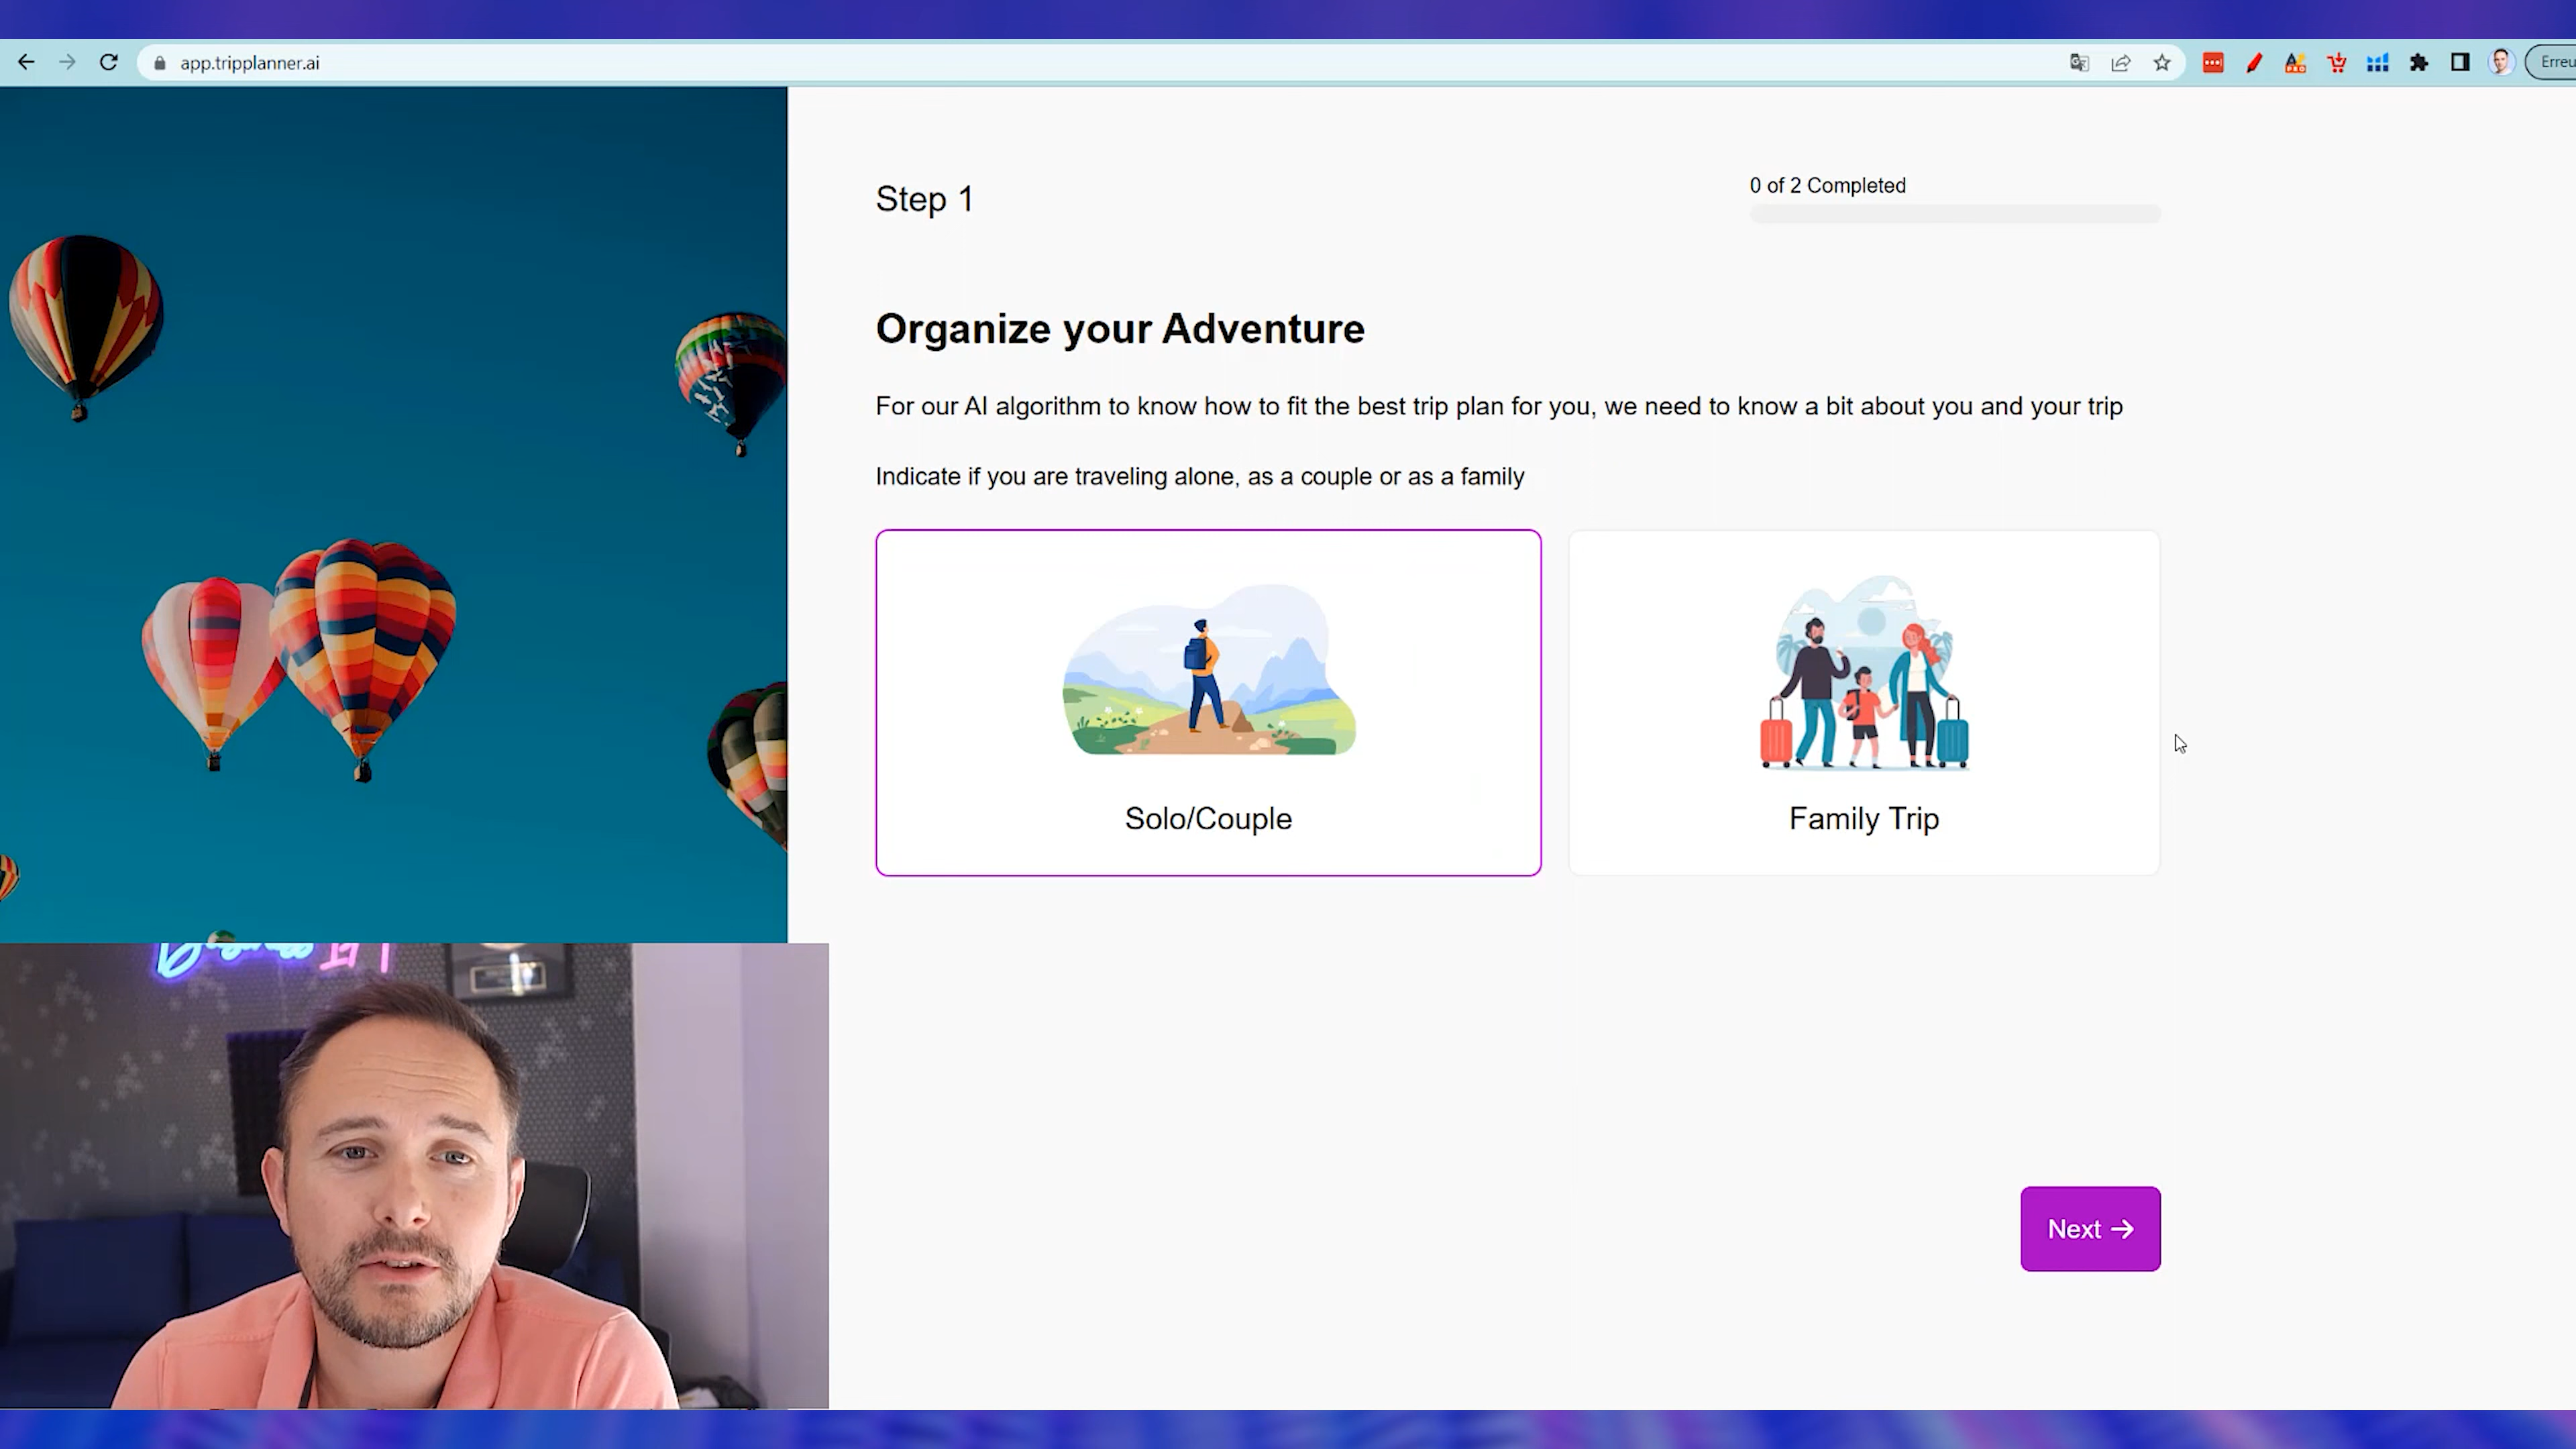 app.tripplanner.ai
Erreu
Step 1
0 of 2 Completed
Organize your Adventure
For our AI algorithm to know how to fit the best trip plan for you, we need to know a bit about you and your trip
Indicate if you are traveling alone, as a couple or as a family
Solo/Couple
Family Trip
Next →